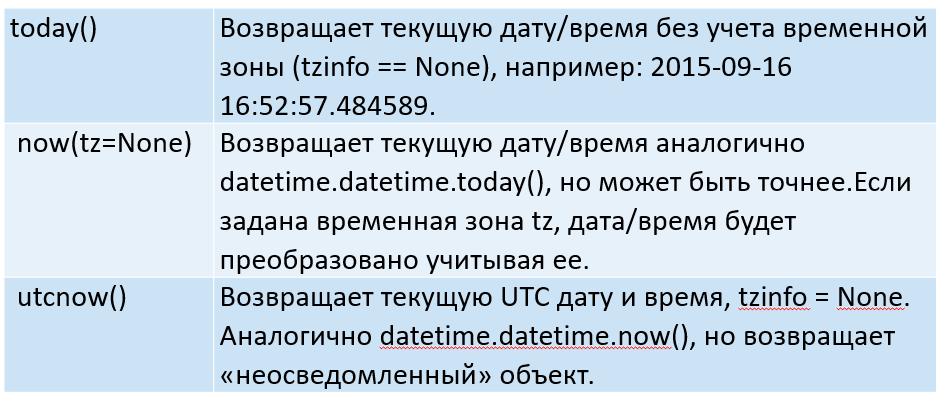 today()
Возвращает текущую дату/время без учета временной
зоны (tzinfo == None), например: 2015-09-16
16:52:57.484589.
now(tz=None)
Возвращает текущую дату/время аналогично
datetime.datetime.today(), но может быть точнее.Если
задана временная зона tz, дата/время будет
преобразовано учитывая ее.
utcnow()
Возвращает текущую UTC дату и время, tzinfo = None.
Аналогично datetime.datetime.now(), но возвращает
«неосведомленный» объект.